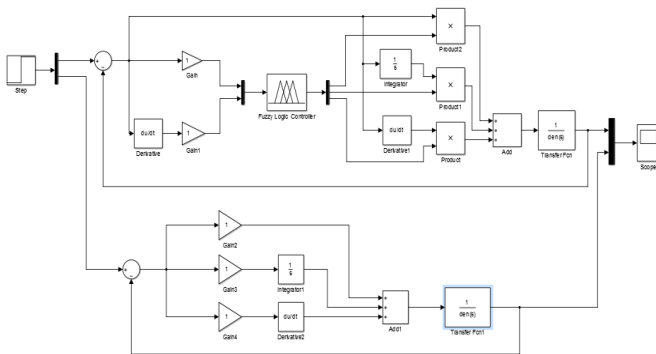 Step
+
−
1
Gain
du/dt
Derivative
1
Gain1
Fuzzy Logic Controller
×
Product2
1
s
Integrator
×
Product1
du/dt
Derivative1
×
Product
+
+
+
Add
1
den(s)
Transfer Fcn
Scope
+
−
1
Gain2
1
Gain3
1
s
Integrator1
1
Gain4
du/dt
Derivative2
+
+
+
Add1
1
den(s)
Transfer Fcn1